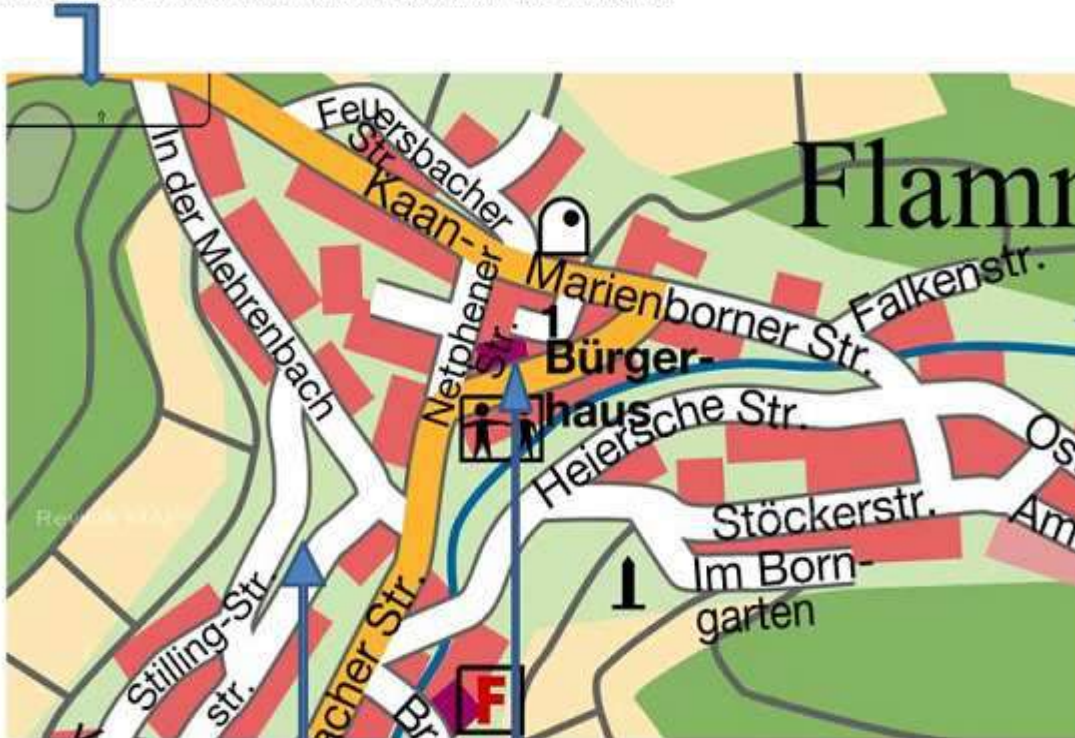 Feuersbacher
Str.
Flamm
Kaan-
In der Mehrenbach
Marienborner Str.
Falkenstr.
Netphener
Str.
1
Bürger-
haus
Heiersche Str.
Stöckerstr.
Im Born-
garten
Am
Stilling-Str.
str.
acher Str.
F
Br